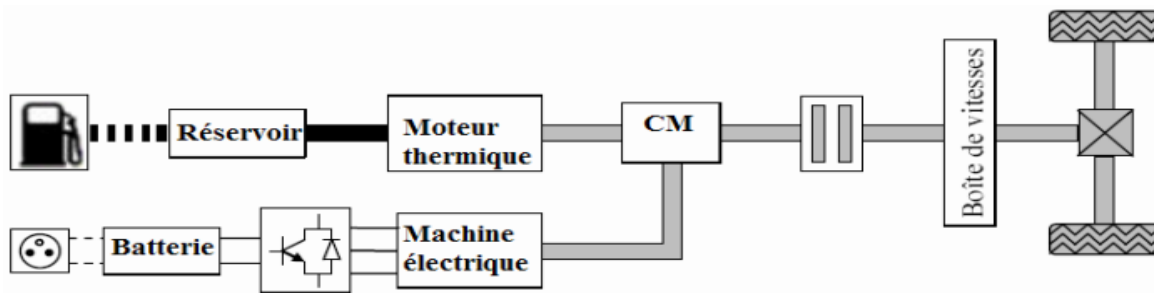 Réservoir
Moteur
thermique
CM
Boîte de vitesses
Batterie
Machine
électrique